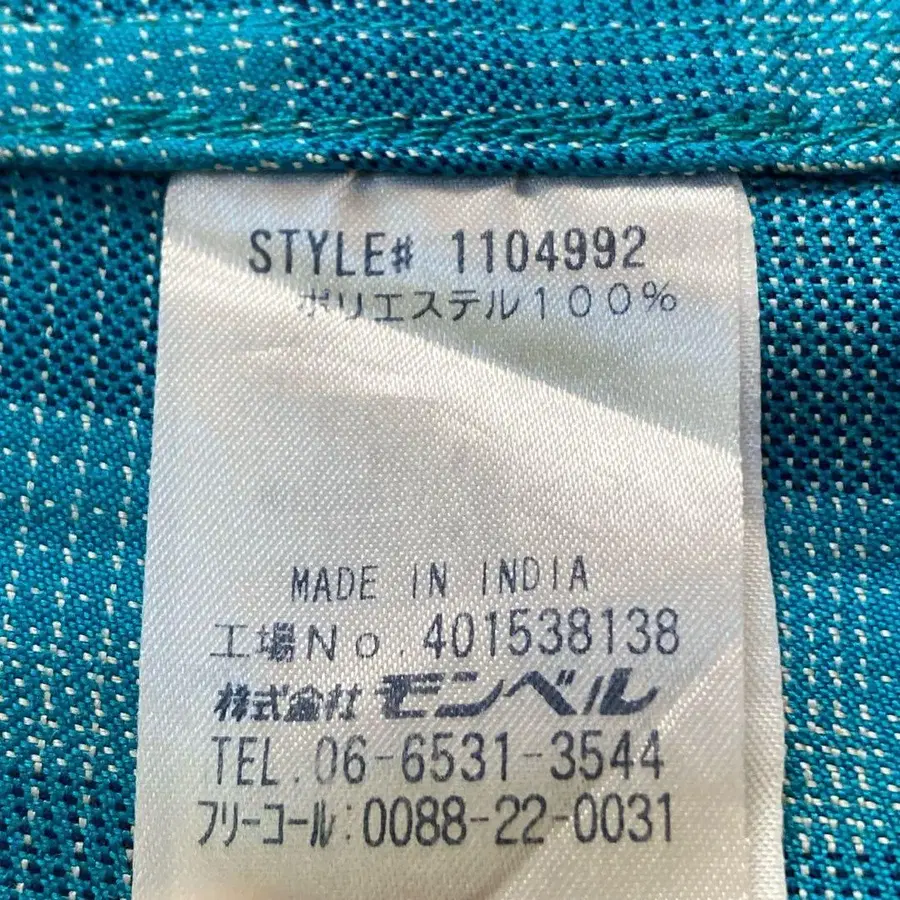 STYLE# 1104992
ポリエステル100%
MADE IN INDIA
工場No.401538138
株式会社モンベル
TEL.06-6531-3544
フリーコール:0088-22-0031